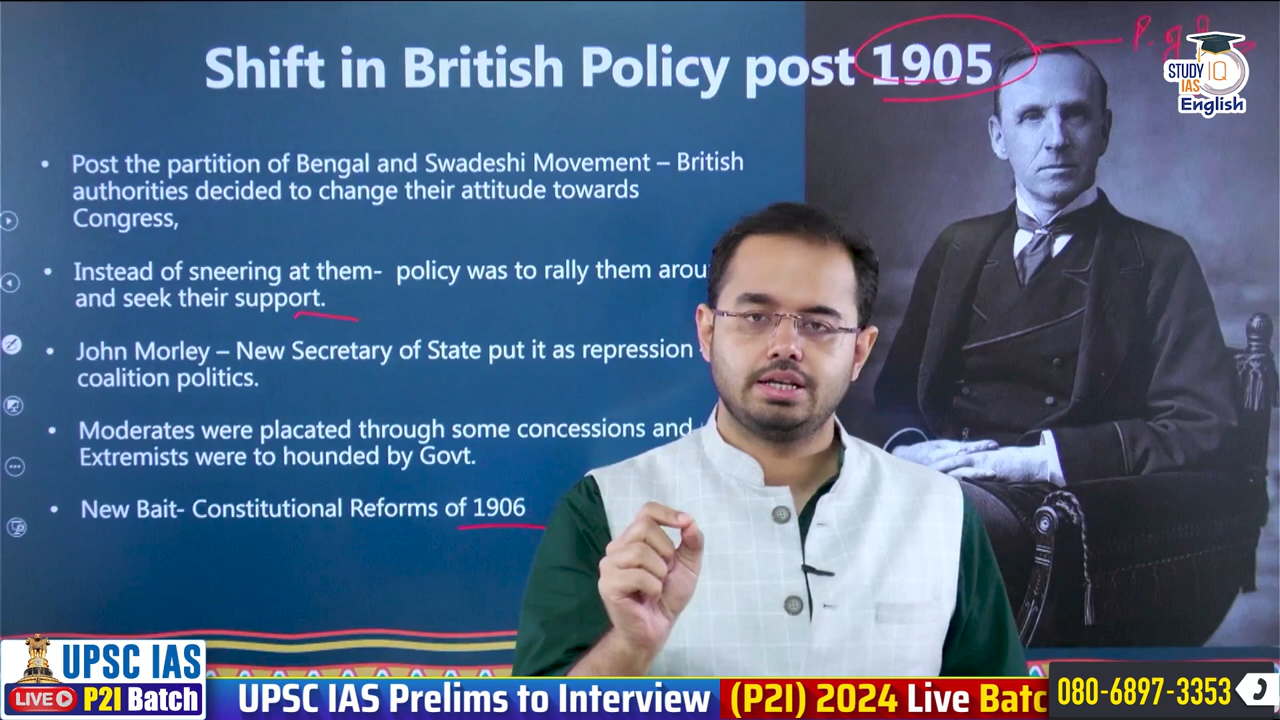 Shift in British Policy post 1905
STUDY IQ
IAS
English
• Post the partition of Bengal and Swadeshi Movement – British
authorities decided to change their attitude towards
Congress,
• Instead of sneering at them- policy was to rally them
and seek their support.
• John Morley – New Secretary of State put it as repression
coalition politics.
• Moderates were placated through some concessions and
Extremists were to hounded by Govt.
• New Bait- Constitutional Reforms of 1906
UPSC IAS
LIVE P2I Batch
UPSC IAS Prelims to Interview (P2I) 2024 Live
080-6897-3353